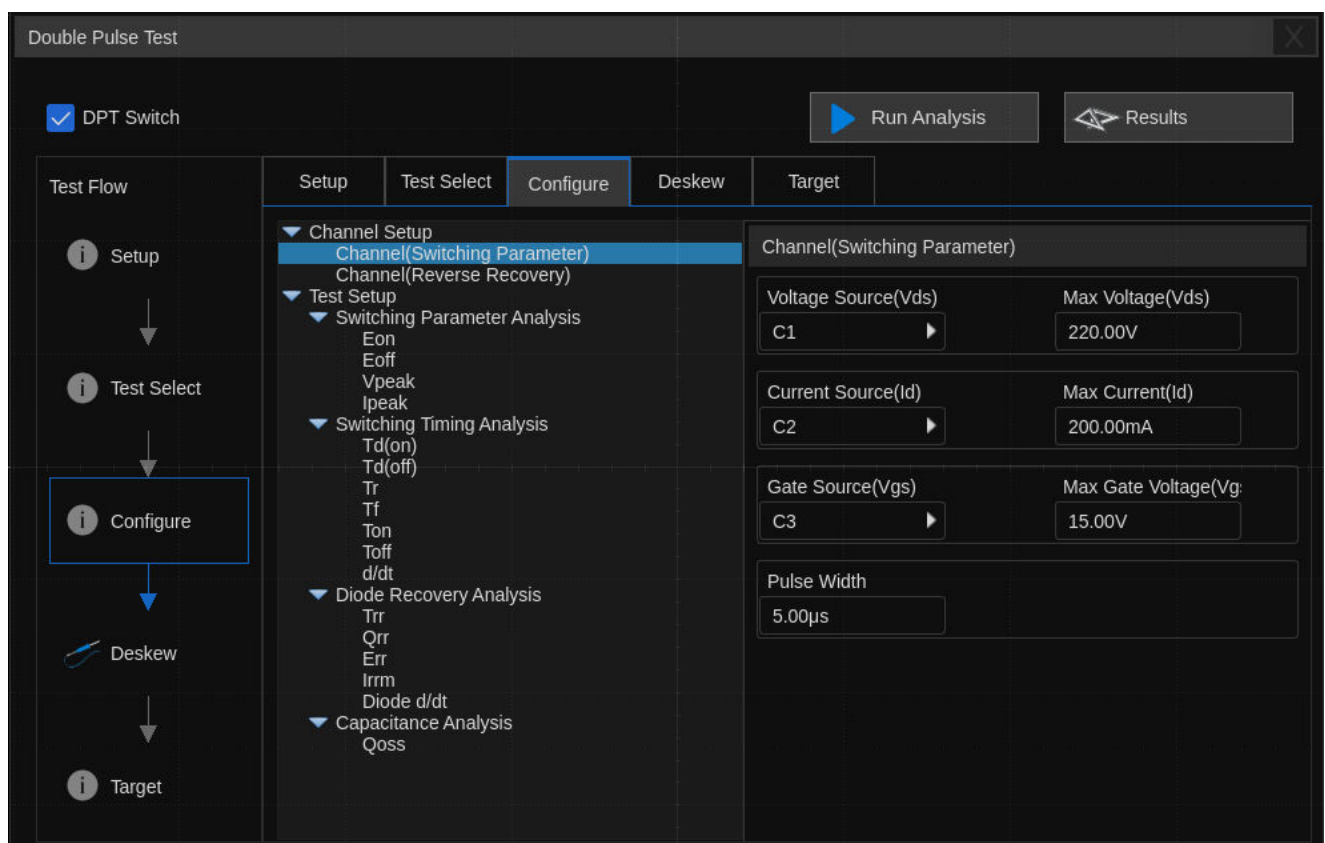 Double Pulse Test
X
DPT Switch
Run Analysis
Results
Test Flow
Setup
Test Select
Configure
Deskew
Target
Setup
Test Select
Configure
Deskew
Target
Channel Setup
Channel(Switching Parameter)
Channel(Reverse Recovery)
Test Setup
Switching Parameter Analysis
Eon
Eoff
Vpeak
Ipeak
Switching Timing Analysis
Td(on)
Td(off)
Tr
Tf
Ton
Toff
d/dt
Diode Recovery Analysis
Trr
Qrr
Err
Irrm
Diode d/dt
Capacitance Analysis
Qoss
Channel(Switching Parameter)
Voltage Source(Vds) Max Voltage(Vds)
C1 220.00V
Current Source(Id) Max Current(Id)
C2 200.00mA
Gate Source(Vgs) Max Gate Voltage(Vg
C3 15.00V
Pulse Width
5.00µs